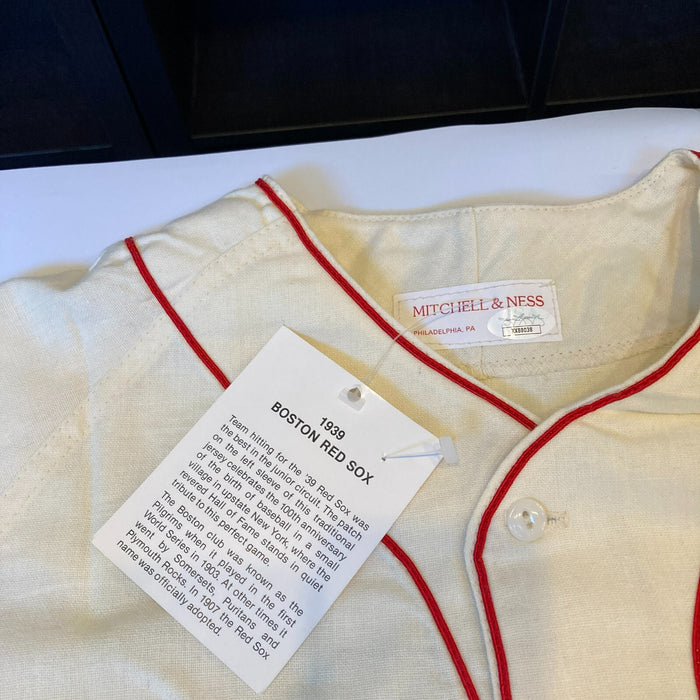 MITCHELL & NESS
PHILADELPHIA, PA
XX88038
1939
BOSTON RED SOX
Team hitting for the '39 Red Sox was
the best in the junior circuit. The patch
on the left sleeve of this traditional
jersey celebrates the 100th anniversary
of the birth of baseball in a small
village in upstate New York, where the
revered Hall of Fame stands in quiet
tribute to this perfect game.
The Boston club was known as the
Pilgrims when it played in the first
World Series in 1903. At other times it
went by Somersets, Puritans and
Plymouth Rocks. In 1907 the Red Sox
name was officially adopted.